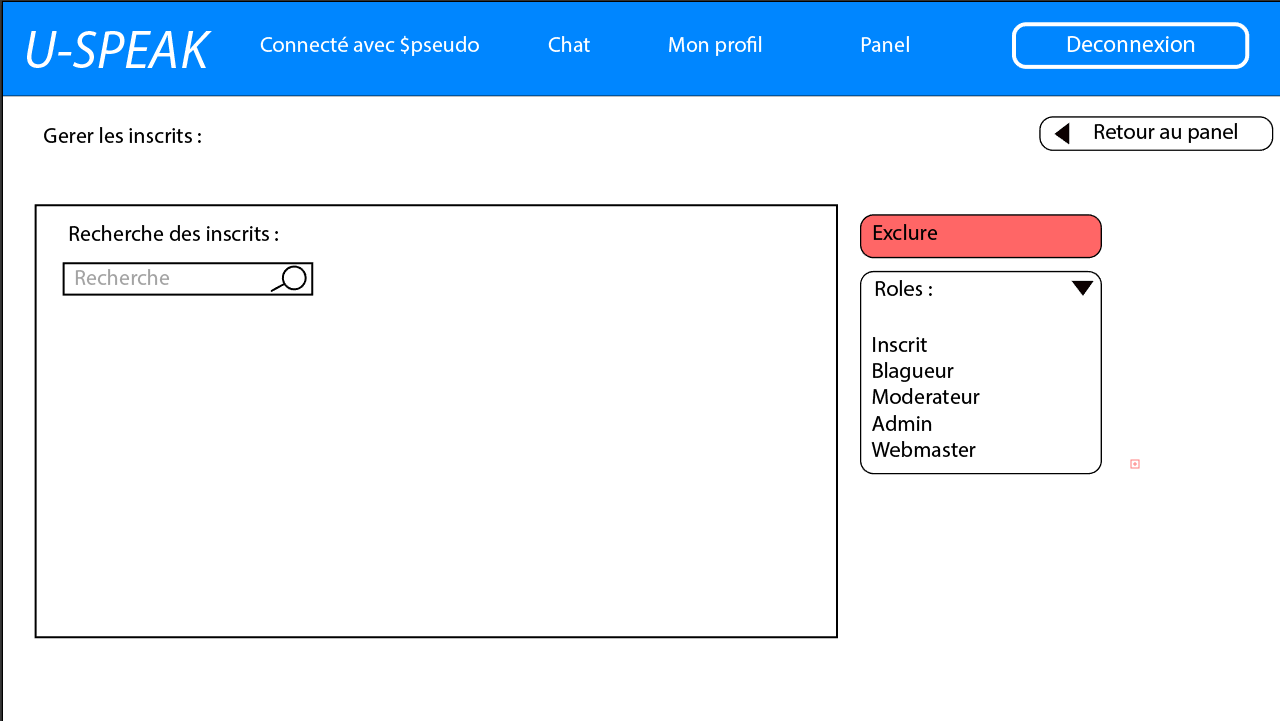 U-SPEAK Connecté avec $pseudo Chat Mon profil Panel Deconnexion
Gerer les inscrits :
Retour au panel
Recherche des inscrits :
Recherche
Exclure
Roles :
Inscrit
Blagueur
Moderateur
Admin
Webmaster